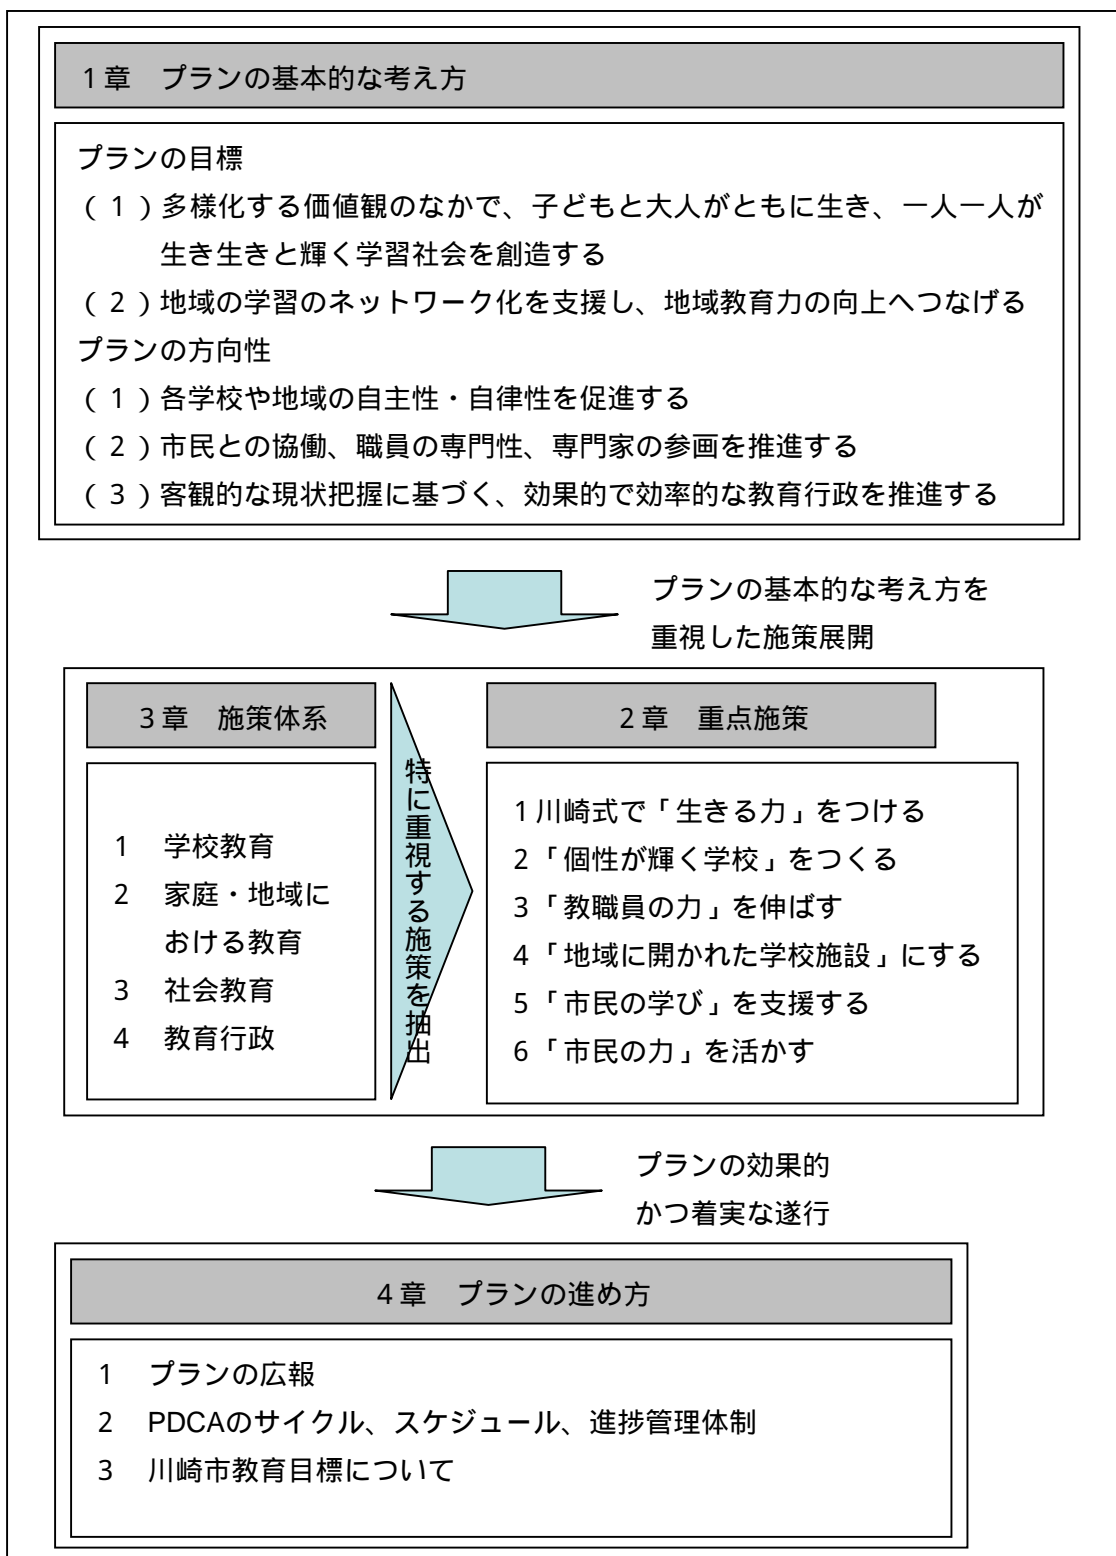 1章　プランの基本的な考え方
プランの目標
（1）多様化する価値観のなかで、子どもと大人がともに生き、一人一人が
生き生きと輝く学習社会を創造する
（2）地域の学習のネットワーク化を支援し、地域教育力の向上へつなげる
プランの方向性
（1）各学校や地域の自主性・自律性を促進する
（2）市民との協働、職員の専門性、専門家の参画を推進する
（3）客観的な現状把握に基づく、効果的で効率的な教育行政を推進する
プランの基本的な考え方を
重視した施策展開
3章　施策体系
1　学校教育
2　家庭・地域に
おける教育
3　社会教育
4　教育行政
特に重視する施策を抽出
2章　重点施策
1川崎式で「生きる力」をつける
2「個性が輝く学校」をつくる
3「教職員の力」を伸ばす
4「地域に開かれた学校施設」にする
5「市民の学び」を支援する
6「市民の力」を活かす
プランの効果的
かつ着実な遂行
4章　プランの進め方
1　プランの広報
2　PDCAのサイクル、スケジュール、進捗管理体制
3　川崎市教育目標について